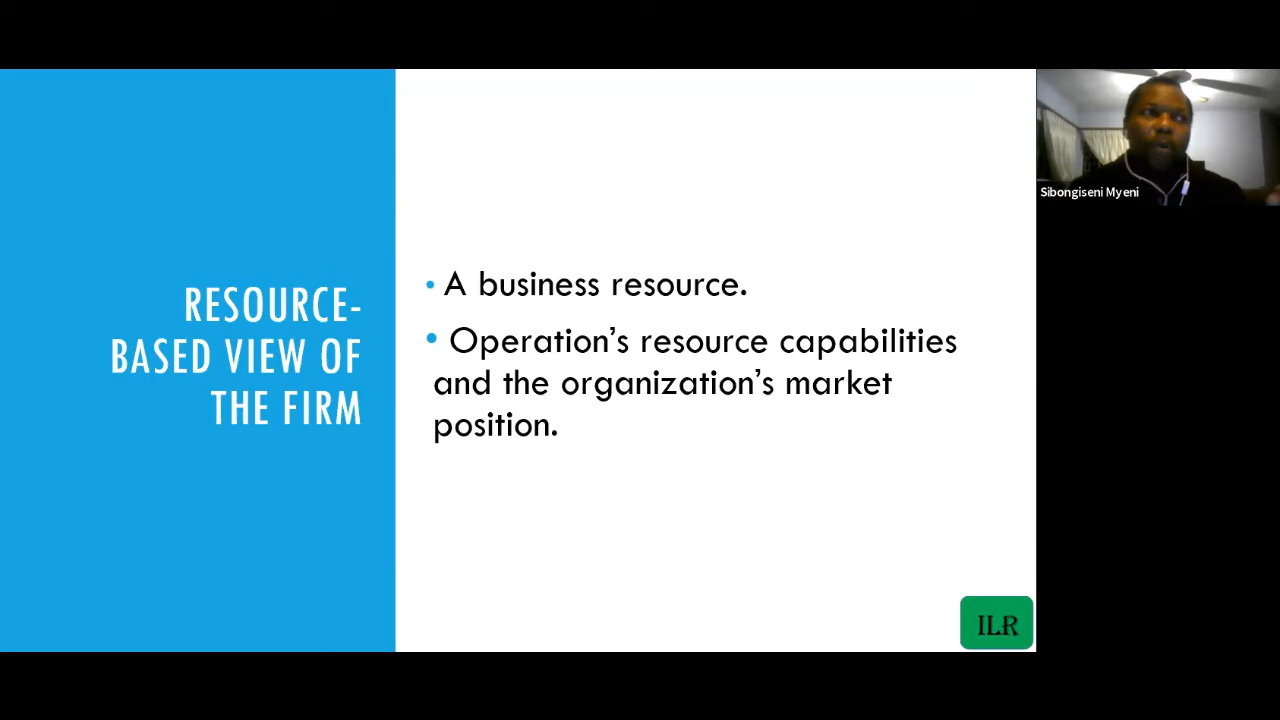 RESOURCE-
BASED VIEW OF
THE FIRM
• A business resource.
• Operation’s resource capabilities
and the organization’s market
position.
Sibongiseni Myeni
ILR